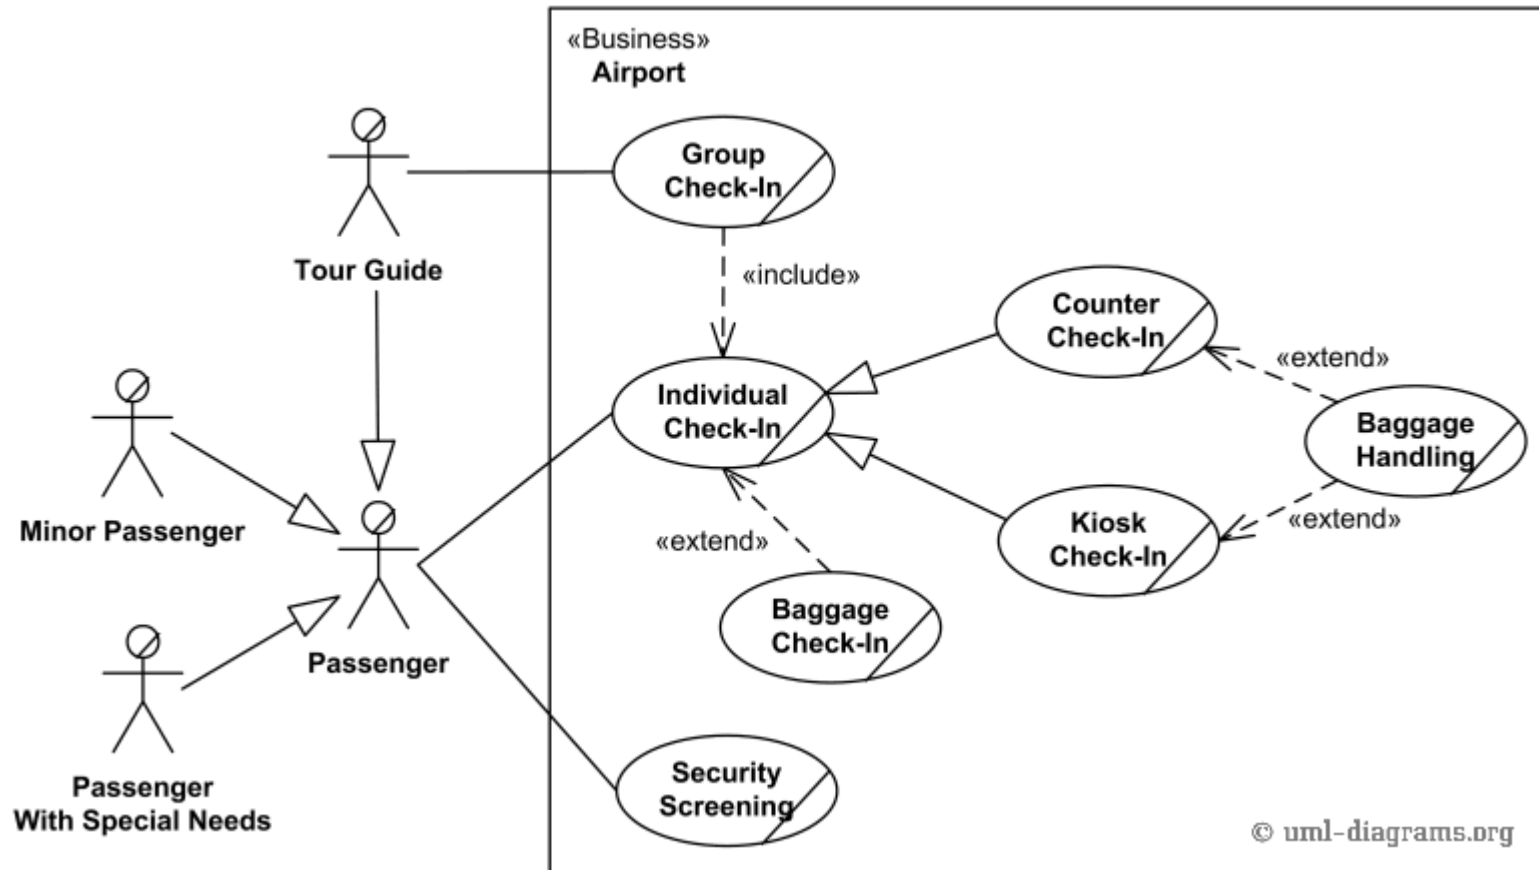 «Business»
Airport
Group
Check-In
Tour Guide
«include»
Counter
Check-In
«extend»
Individual
Check-In
Baggage
Handling
Minor Passenger
«extend»
Kiosk
Check-In
«extend»
Baggage
Check-In
Passenger
Security
Screening
Passenger
With Special Needs
© uml-diagrams.org